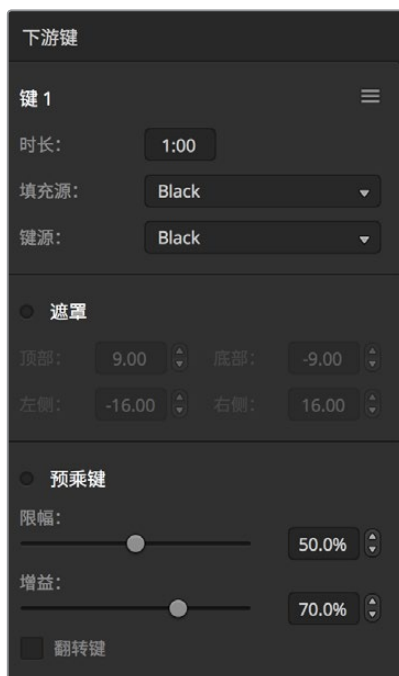 下游键
键 1
时长: 1:00
填充源: Black
键源: Black
遮罩
顶部: 9.00 底部: -9.00
左侧: -16.00 右侧: 16.00
预乘键
限幅:
50.0%
增益:
70.0%
翻转键